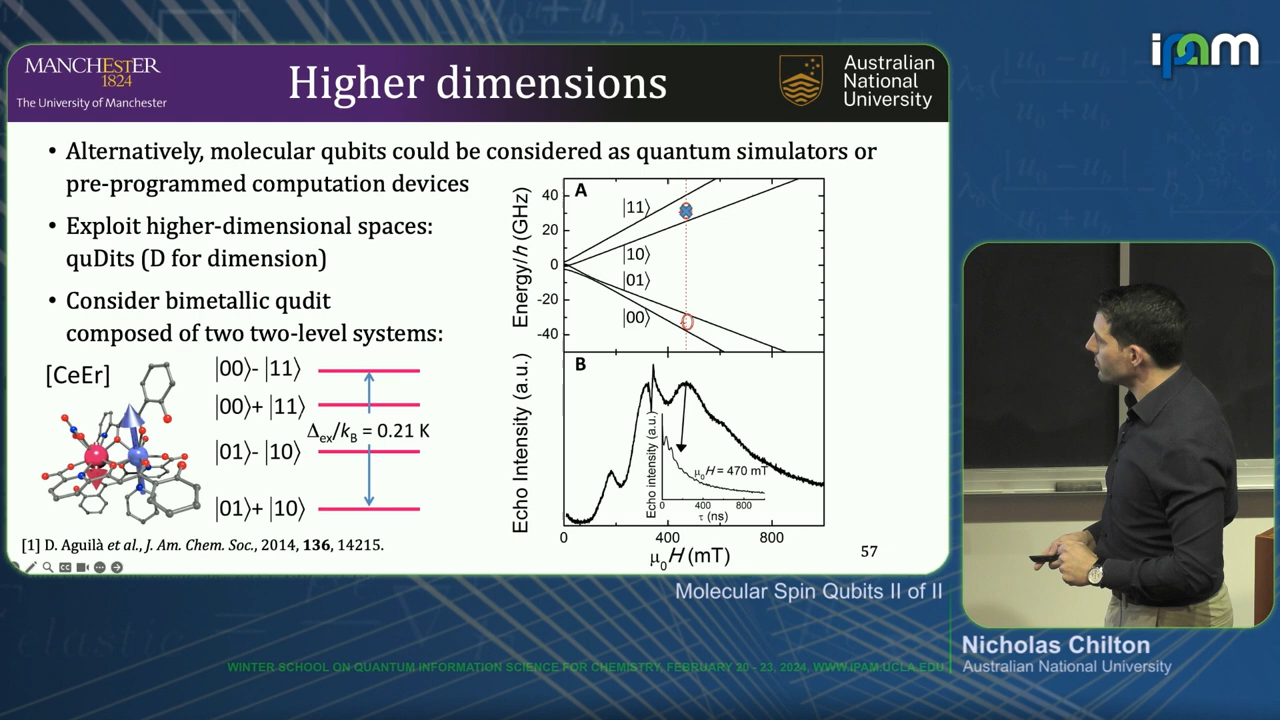 MANCHESTER
1824
The University of Manchester
Higher dimensions
Australian
National
University
ipam
• Alternatively, molecular qubits could be considered as quantum simulators or
pre-programmed computation devices
• Exploit higher-dimensional spaces:
quDits (D for dimension)
• Consider bimetallic qudit
composed of two two-level systems:
[CeEr]
|00⟩- |11⟩
|00⟩+ |11⟩
Δex/kB = 0.21 K
|01⟩- |10⟩
|01⟩+ |10⟩
A
Energy/h (GHz)
40
20
0
-20
-40
|11⟩
|10⟩
|01⟩
|00⟩
B
Echo Intensity (a.u.)
Echo intensity (a.u.)
μ0H = 470 mT
0 400 800
τ (ns)
0 400 800
μ0H (mT)
[1] D. Aguilà et al., J. Am. Chem. Soc., 2014, 136, 14215.
57
Molecular Spin Qubits II of II
Nicholas Chilton
Australian National University
WINTER SCHOOL ON QUANTUM INFORMATION SCIENCE FOR CHEMISTRY, FEBRUARY 20 - 23, 2024, WWW.IPAM.UCLA.EDU